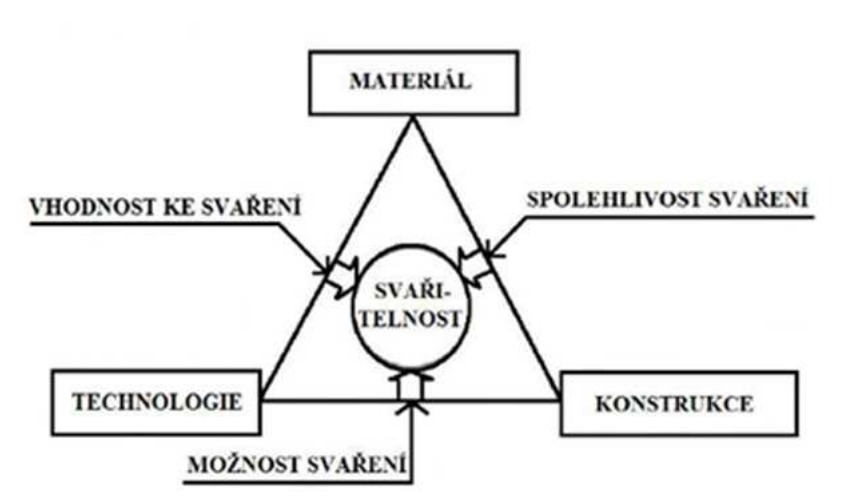 MATERIÁL
VHODNOST KE SVAŘENÍ
SPOLEHLIVOST SVAŘENÍ
SVAŘI-
TELNOST
TECHNOLOGIE
KONSTRUKCE
MOŽNOST SVAŘENÍ